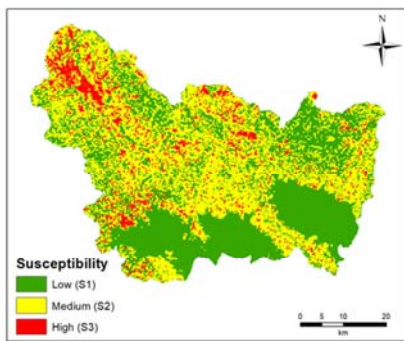 N
Susceptibility
Low (S1)
Medium (S2)
High (S3)
0 5 10 20
km